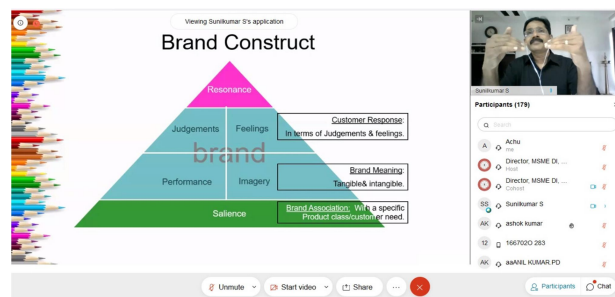 Viewing Sunilkumar S's application
Brand Construct
Resonance
Judgements
Feelings
brand
Performance
Imagery
Salience
Customer Response:
In terms of Judgements & feelings.
Brand Meaning:
Tangible& intangible.
Brand Association: With a specific
Product class/customer need.
Sunilkumar S
Participants (179)
Search
A
Achu
me
Director, MSME DI, ...
Host
Director, MSME DI, ...
Cohost
SS
Sunilkumar S
AK
ashok kumar
12
166702O 283
AK
aaANIL KUMAR.PD
Unmute
Start video
Share
Participants
Chat